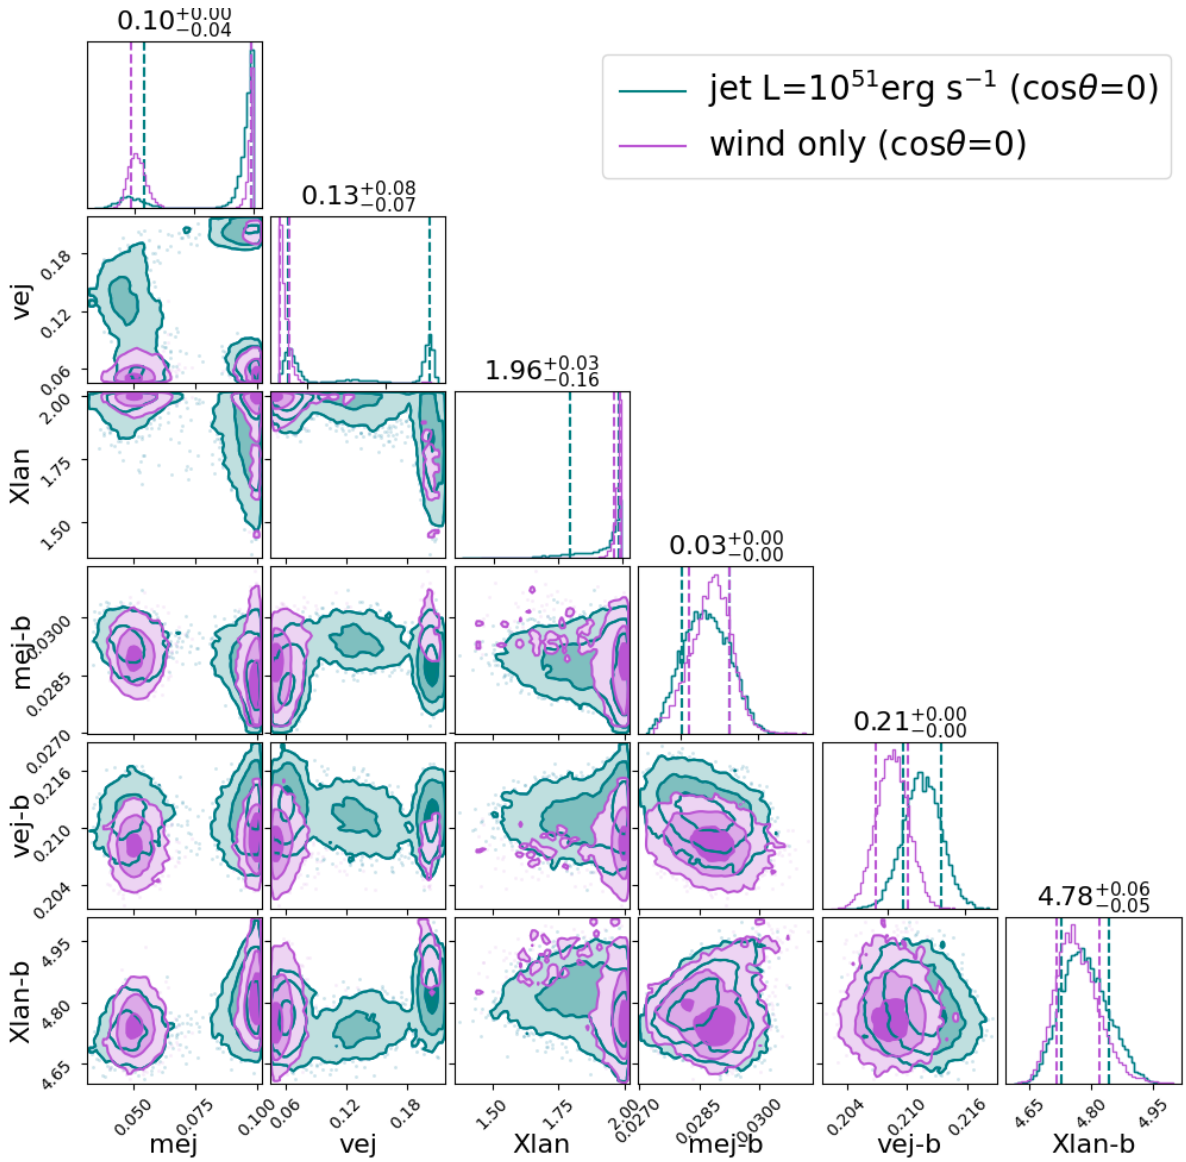 0.10+0.00−0.04
jet L=10^51erg s^−1 (cosθ=0)
wind only (cosθ=0)
0.13+0.08−0.07
vej
0.18
0.12
0.06
1.96+0.03−0.16
Xlan
2.00
1.75
1.50
0.03+0.00−0.00
mej-b
0.0300
0.0285
0.0270
0.21+0.00−0.00
vej-b
0.216
0.210
0.204
4.78+0.06−0.05
Xlan-b
4.95
4.80
4.65
0.050 0.075 0.100 0.06 0.12 0.18 1.50 1.75 2.00 0.0270 0.0285 0.0300 0.204 0.210 0.216 4.65 4.80 4.95
mej vej Xlan mej-b vej-b Xlan-b